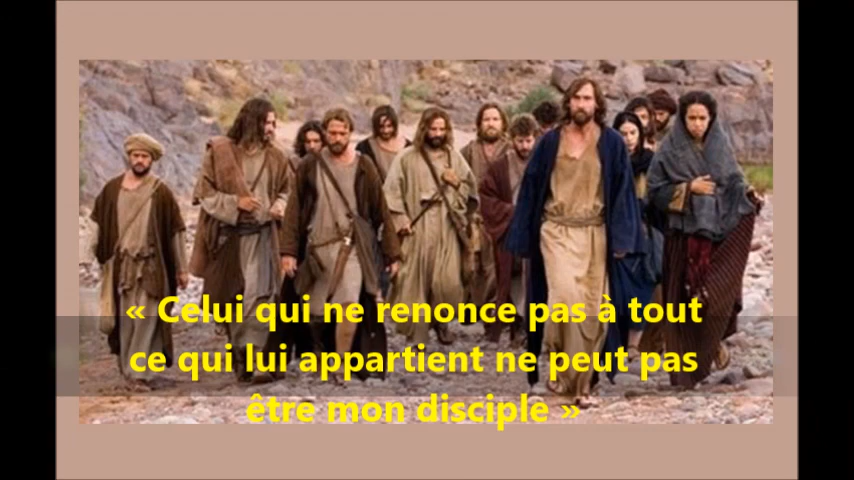 « Celui qui ne renonce pas à tout
ce qui lui appartient ne peut pas
être mon disciple »